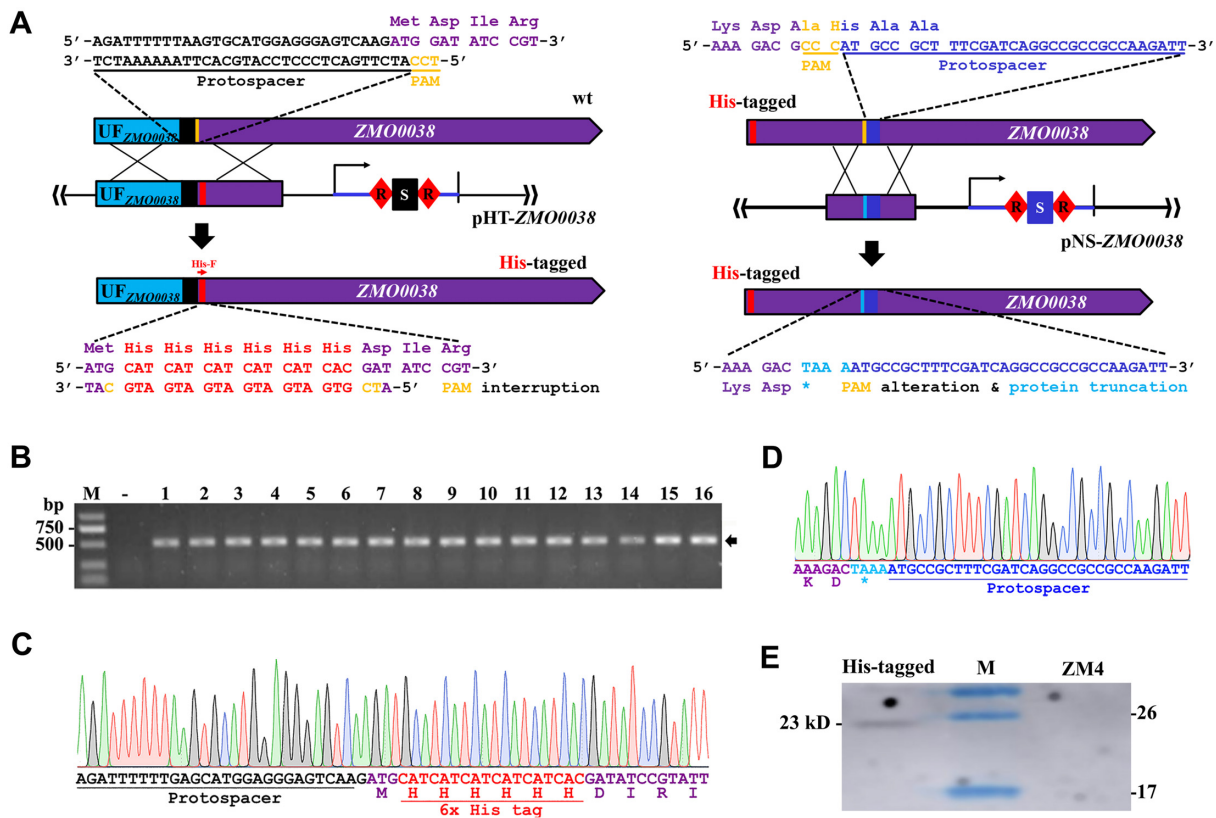 A
Met Asp Ile Arg
5′-AGATTTTTTAAGTGCATGGAGGGAGTCAAGATG GAT ATC CGT-3′
3′-TCTAAAAAATTCACGTACCTCCCTCAGTTCTACCT-5′
Protospacer
PAM
wt
UFZMO0038
ZMO0038
UFZMO0038
R
S
R
pHT-ZMO0038
His-F
His-tagged
UFZMO0038
ZMO0038
Met His His His His His His Asp Ile Arg
5′-ATG CAT CAT CAT CAT CAT CAC GAT ATC CGT-3′
3′-TAC GTA GTA GTA GTA GTA GTG CTA-5′ PAM interruption
Lys Asp Ala His Ala Ala
5′-AAA GAC GCC CAT GCC GCT TTCGATCAGGCCGCCGCCAAGATT-3′
PAM
Protospacer
His-tagged
ZMO0038
R
S
R
pNS-ZMO0038
His-tagged
ZMO0038
5′-AAA GAC TAA AATGCCGCTTTCGATCAGGCCGCCGCCAAGATT-3′
Lys Asp * PAM alteration & protein truncation
B
M - 1 2 3 4 5 6 7 8 9 10 11 12 13 14 15 16
bp
750
500
C
AGATTTTTTGAGCATGGAGGGAGTCAAGATGCATCATCATCATCATCACGATATCCGTATT
M H H H H H H D I R I
Protospacer
6x His tag
D
AAAGACTAAAATGCCGCTTTCGATCAGGCCGCCGCCAAGATT
K D *
Protospacer
E
His-tagged M ZM4
23 kD
-26
-17